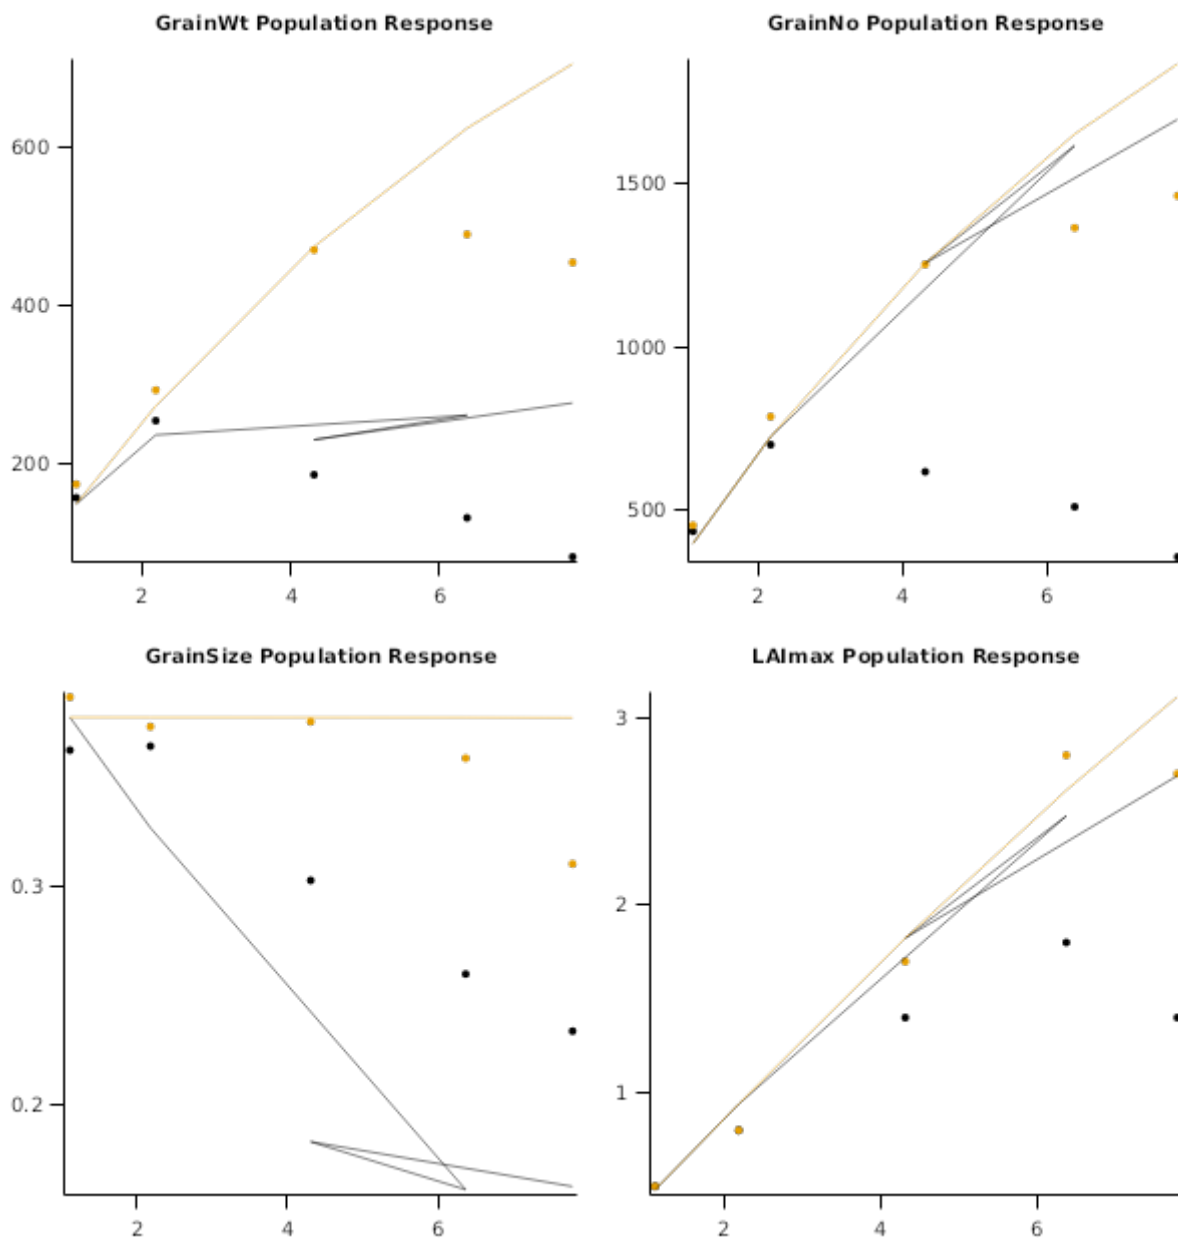 GrainWt Population Response
600
400
200
2 4 6
GrainNo Population Response
1500
1000
500
2 4 6
GrainSize Population Response
0.3
0.2
2 4 6
LAImax Population Response
3
2
1
2 4 6